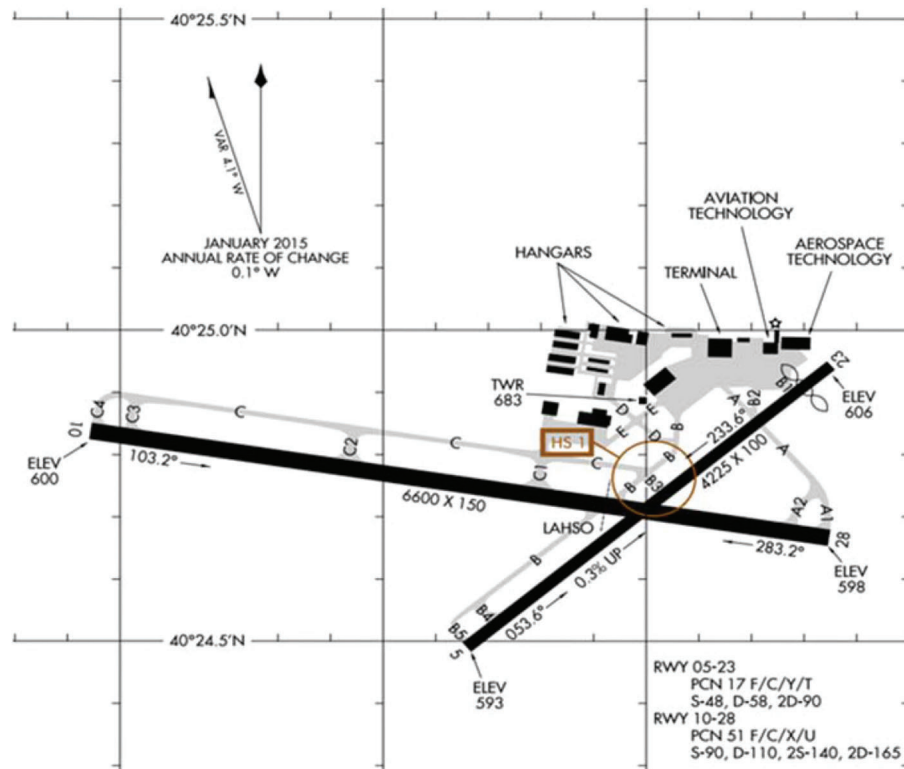 40°25.5'N
VAR 4.1° W
JANUARY 2015
ANNUAL RATE OF CHANGE
0.1° W
AVIATION
TECHNOLOGY
HANGARS
TERMINAL
AEROSPACE
TECHNOLOGY
40°25.0'N
TWR
683
23
ELEV
606
B1
B2
A
A
D
E
E
D
B
B
233.6°
4225 X 100
HS 1
C4
C3
C
C2
C
C1
C
B
B3
10
ELEV
600
103.2°
6600 X 150
LAHSO
A2
A1
28
283.2°
ELEV
598
B
0.3% UP
053.6°
B4
B5
5
40°24.5'N
ELEV
593
RWY 05-23
PCN 17 F/C/Y/T
S-48, D-58, 2D-90
RWY 10-28
PCN 51 F/C/X/U
S-90, D-110, 2S-140, 2D-165